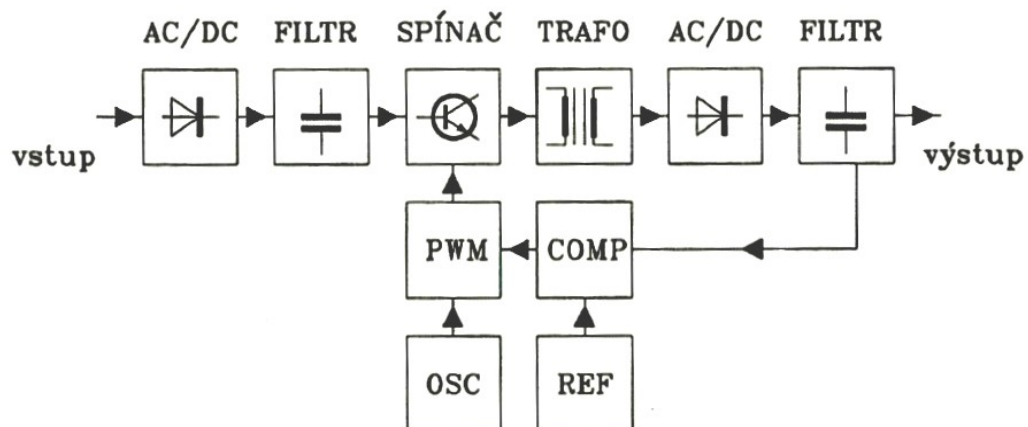 AC/DC FILTR SPÍNAČ TRAFO AC/DC FILTR
vstup
výstup
PWM COMP
OSC REF